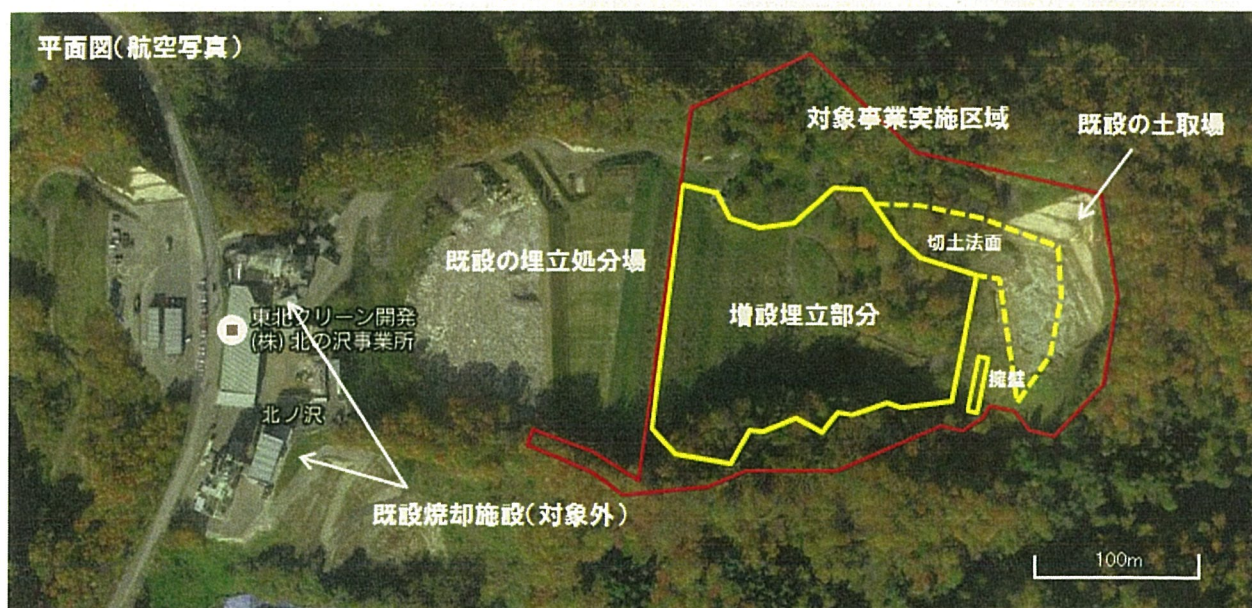 平面図(航空写真)
対象事業実施区域
既設の土取場
切土法面
既設の埋立処分場
増設埋立部分
東北クリーン開発
(株) 北の沢事業所
擁壁
北ノ沢
既設焼却施設(対象外)
100m